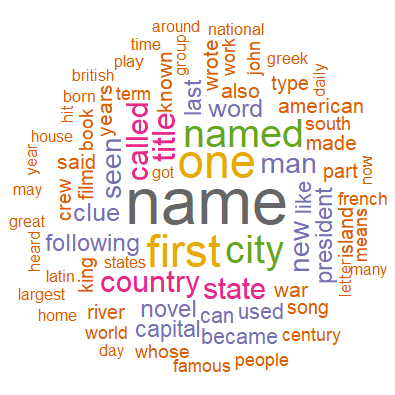 around national
time group work
play wrote john greek
british known last daily
hit born term also type american
years word
house book called title named south
said seen made
year film got one man part now
may crew clue name like french
great president island means
heard following first city new letter many
latin king states country state war
largest river novel can used song
home world capital became century
day whose people
famous